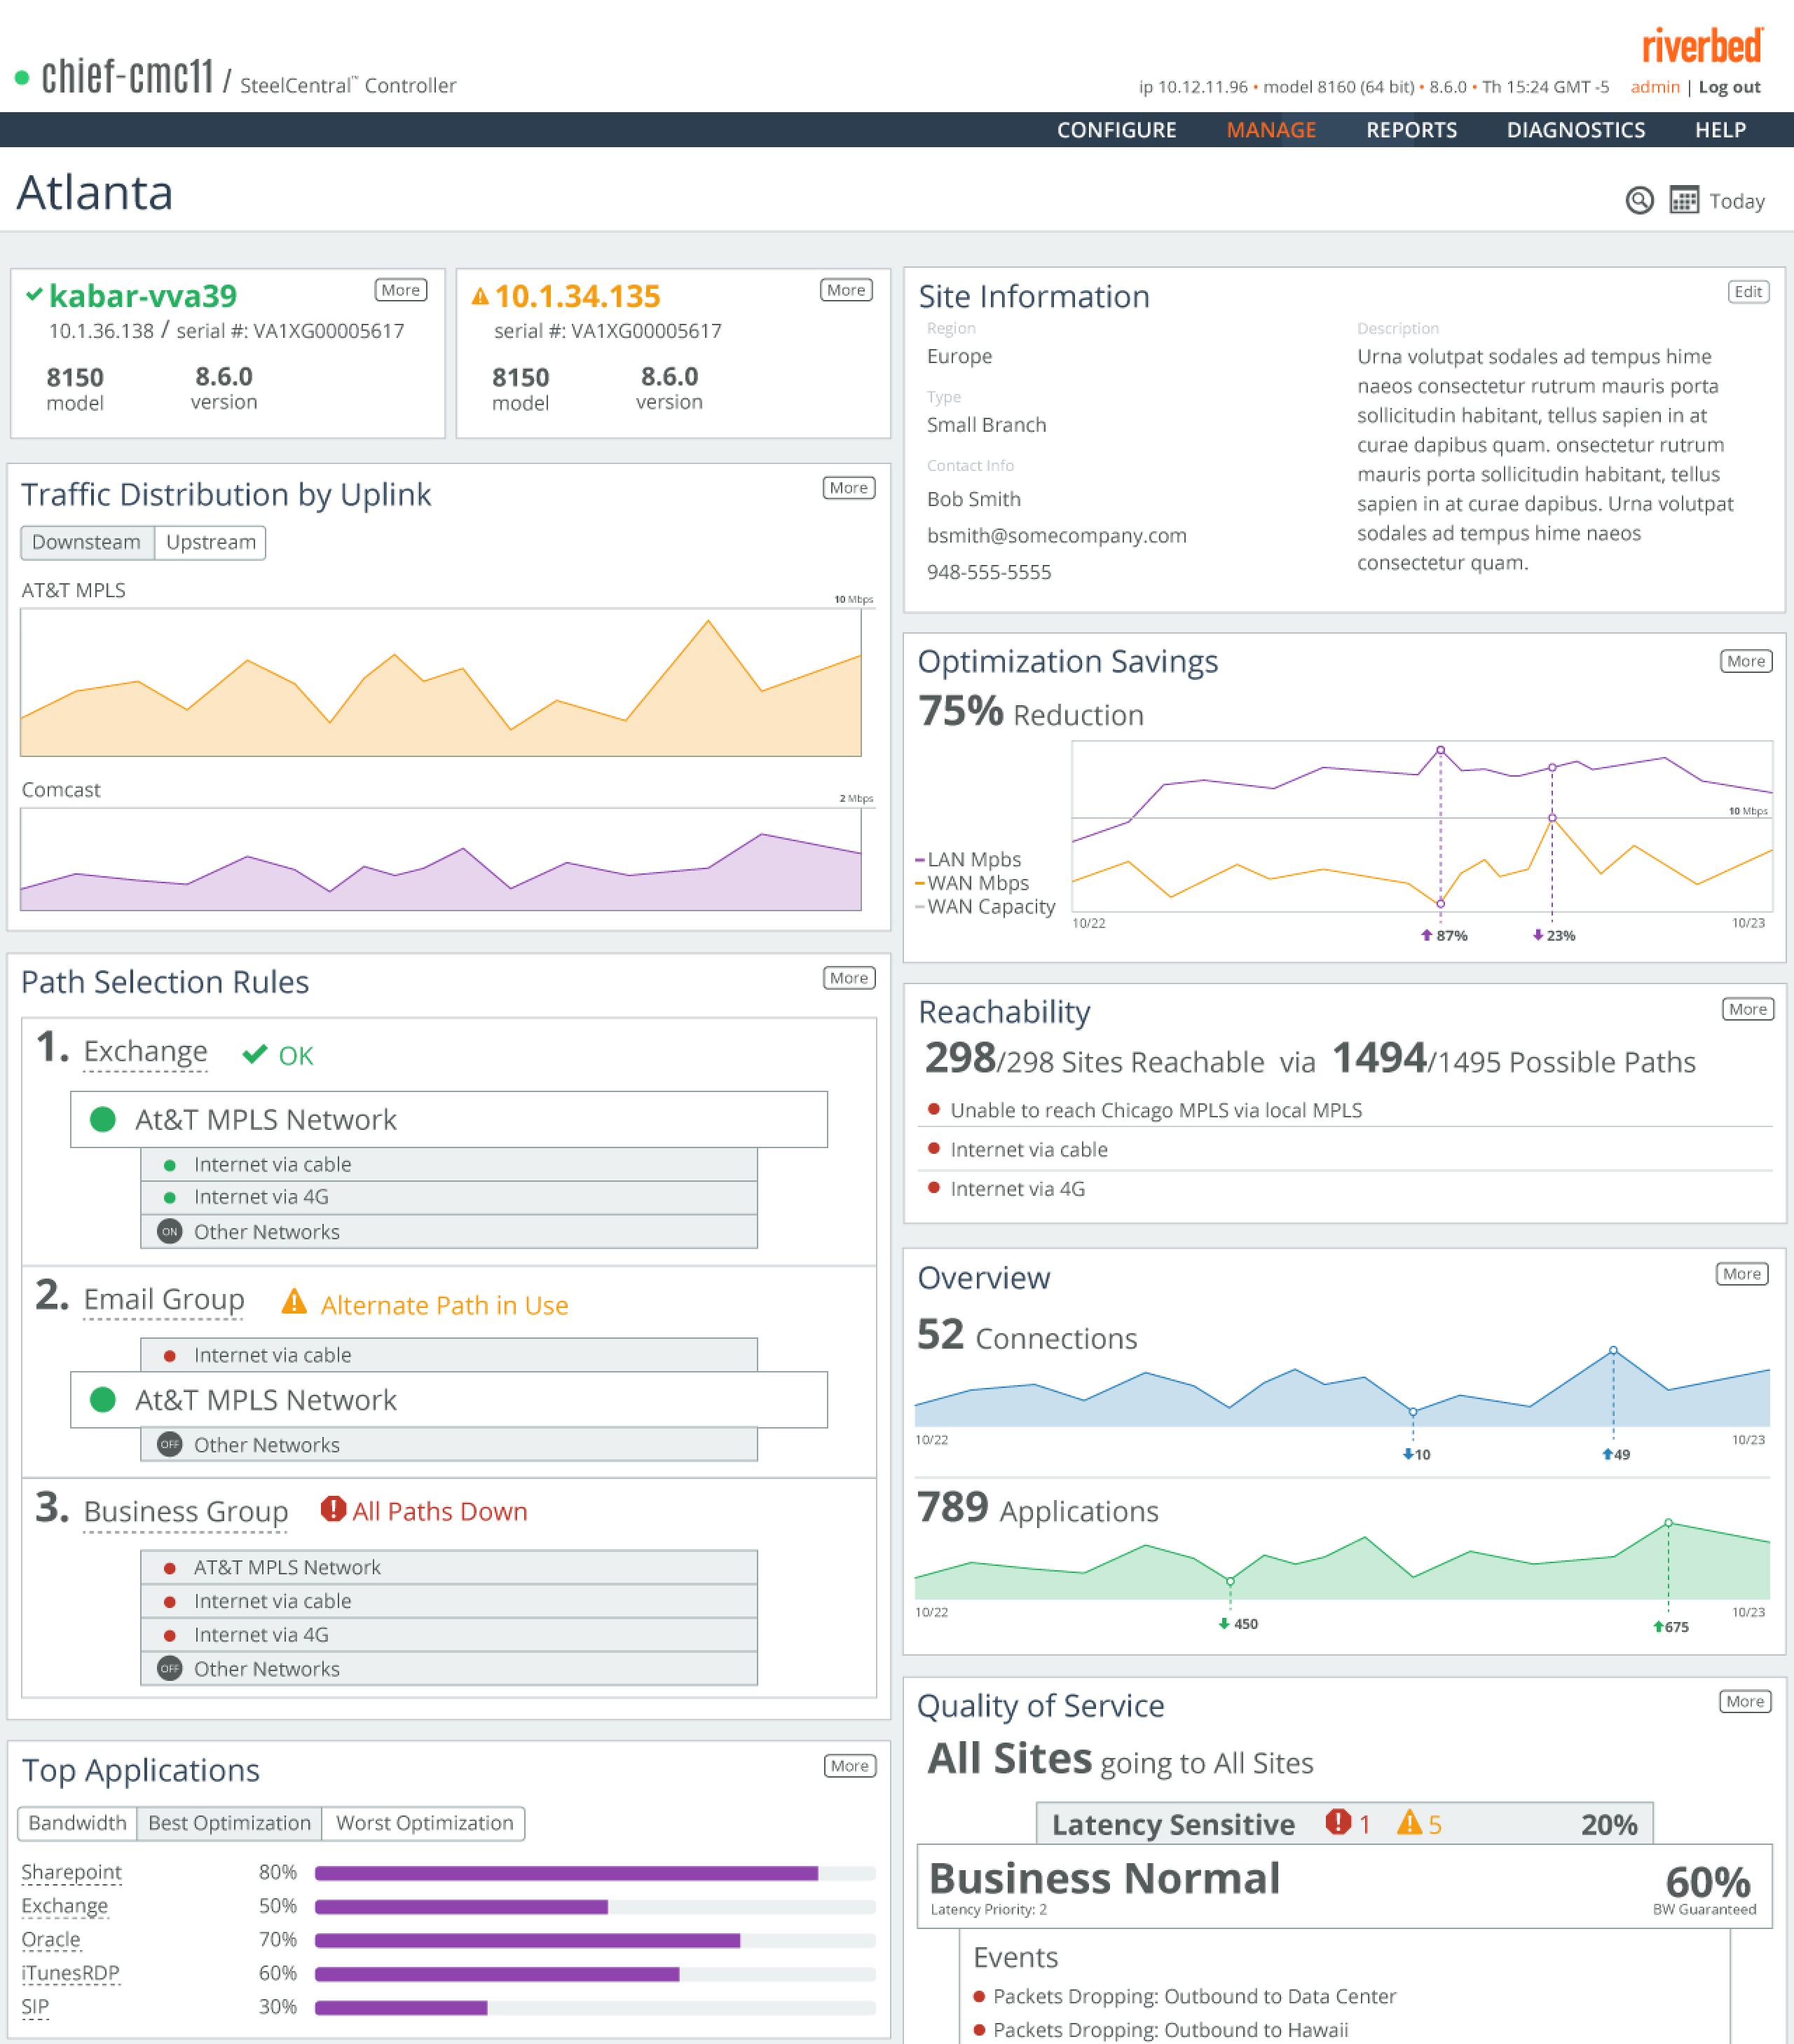 riverbed
chief-cmc11 / SteelCentral™ Controller
ip 10.12.11.96 • model 8160 (64 bit) • 8.6.0 • Th 15:24 GMT -5 admin | Log out
CONFIGURE MANAGE REPORTS DIAGNOSTICS HELP
Atlanta
Today
kabar-vva39
More
10.1.36.138 / serial #: VA1XG00005617
8150 8.6.0
model version
10.1.34.135
More
serial #: VA1XG00005617
8150 8.6.0
model version
Traffic Distribution by Uplink
More
Downsteam Upstream
AT&T MPLS
10 Mbps
Comcast
2 Mbps
Path Selection Rules
More
1. Exchange OK
At&T MPLS Network
Internet via cable
Internet via 4G
ON Other Networks
2. Email Group Alternate Path in Use
Internet via cable
At&T MPLS Network
OFF Other Networks
3. Business Group All Paths Down
AT&T MPLS Network
Internet via cable
Internet via 4G
OFF Other Networks
Top Applications
More
Bandwidth Best Optimization Worst Optimization
Sharepoint 80%
Exchange 50%
Oracle 70%
iTunesRDP 60%
SIP 30%
Site Information
Edit
Region
Europe
Type
Small Branch
Contact Info
Bob Smith
bsmith@somecompany.com
948-555-5555
Description
Urna volutpat sodales ad tempus hime
naeos consectetur rutrum mauris porta
sollicitudin habitant, tellus sapien in at
curae dapibus quam. onsectetur rutrum
mauris porta sollicitudin habitant, tellus
sapien in at curae dapibus. Urna volutpat
sodales ad tempus hime naeos
consectetur quam.
Optimization Savings
More
75% Reduction
10 Mbps
LAN Mpbs
WAN Mbps
WAN Capacity
10/22 10/23
87% 23%
Reachability
More
298/298 Sites Reachable via 1494/1495 Possible Paths
Unable to reach Chicago MPLS via local MPLS
Internet via cable
Internet via 4G
Overview
More
52 Connections
10/22 10/23
10 49
789 Applications
10/22 10/23
450 675
Quality of Service
More
All Sites going to All Sites
Latency Sensitive 1 5 20%
Business Normal 60%
Latency Priority: 2 BW Guaranteed
Events
Packets Dropping: Outbound to Data Center
Packets Dropping: Outbound to Hawaii